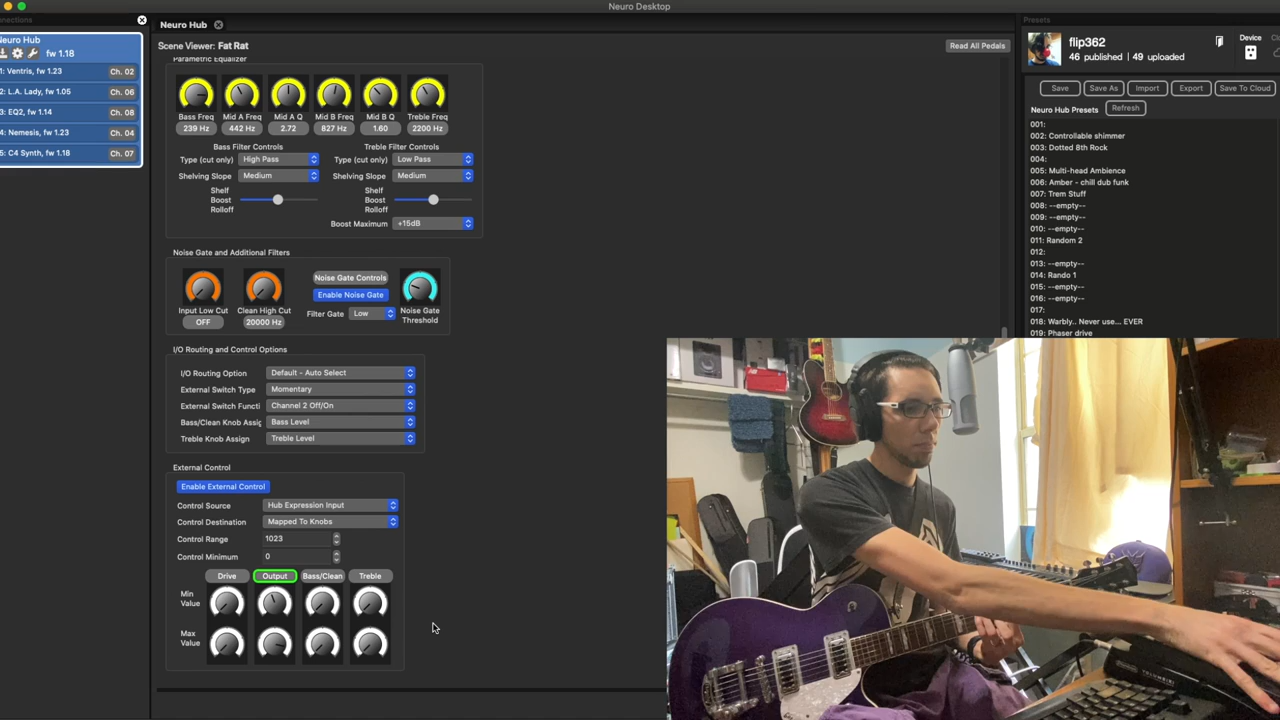 Neuro Desktop
nnections
Neuro Hub
fw 1.18
1: Ventris, fw 1.23 Ch. 02
2: L.A. Lady, fw 1.05 Ch. 06
3: EQ2, fw 1.14 Ch. 08
4: Nemesis, fw 1.23 Ch. 04
5: C4 Synth, fw 1.18 Ch. 07
Neuro Hub
Scene Viewer: Fat Rat
Read All Pedals
Parametric Equalizer
Bass Freq Mid A Freq Mid A Q Mid B Freq Mid B Q Treble Freq
239 Hz 442 Hz 2.72 827 Hz 1.60 2200 Hz
Bass Filter Controls Treble Filter Controls
Type (cut only) High Pass Type (cut only) Low Pass
Shelving Slope Medium Shelving Slope Medium
Shelf Boost Rolloff Shelf Boost Rolloff
Boost Maximum +15dB
Noise Gate and Additional Filters
Noise Gate Controls
Enable Noise Gate
Input Low Cut Clean High Cut Filter Gate Low Noise Gate Threshold
OFF 20000 Hz
I/O Routing and Control Options
I/O Routing Option Default - Auto Select
External Switch Type Momentary
External Switch Functi Channel 2 Off/On
Bass/Clean Knob Assig Bass Level
Treble Knob Assign Treble Level
External Control
Enable External Control
Control Source Hub Expression Input
Control Destination Mapped To Knobs
Control Range 1023
Control Minimum 0
Drive Output Bass/Clean Treble
Min Value
Max Value
Presets
flip362
46 published | 49 uploaded
Device
Save Save As Import Export Save To Cloud
Neuro Hub Presets Refresh
001:
002: Controllable shimmer
003: Dotted 8th Rock
004:
005: Multi-head Ambience
006: Amber - chill dub funk
007: Trem Stuff
008: --empty--
009: --empty--
010: --empty--
011: Random 2
012:
013: --empty--
014: Rando 1
015: --empty--
016: --empty--
017:
018: Warbly.. Never use... EVER
019: Phaser drive